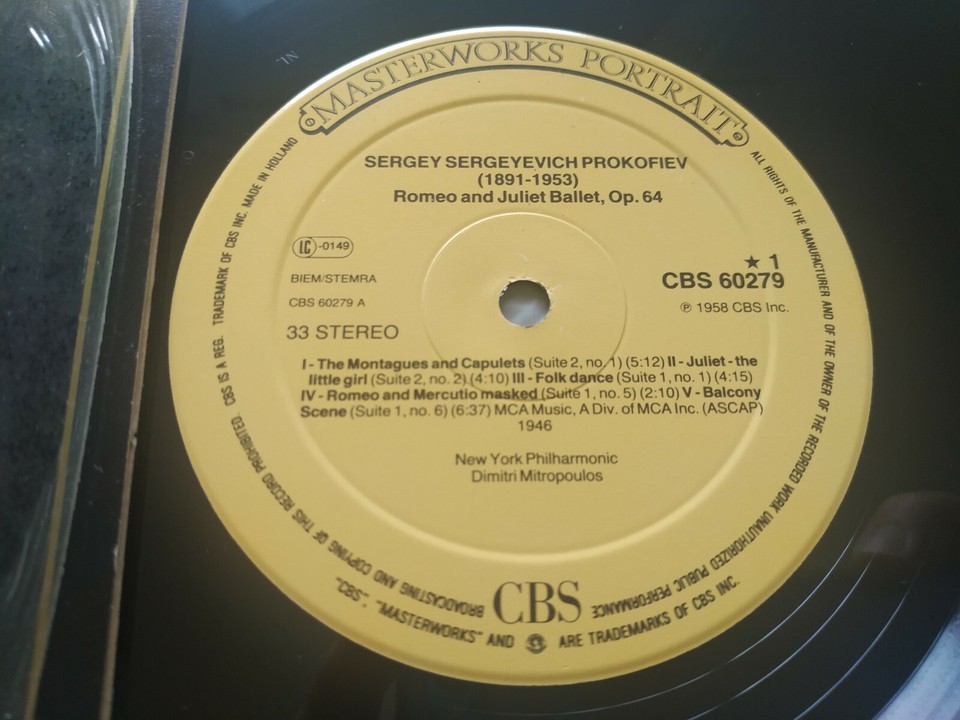 MASTERWORKS PORTRAIT
SERGEY SERGEYEVICH PROKOFIEV
(1891-1953)
Romeo and Juliet Ballet, Op. 64
LC -0149
BIEM/STEMRA
CBS 60279 A
33 STEREO
★ 1
CBS 60279
℗ 1958 CBS Inc.
I - The Montagues and Capulets (Suite 2, no. 1) (5:12) II - Juliet - the
little girl (Suite 2, no. 2) (4:10) III - Folk dance (Suite 1, no. 1) (4:15)
IV - Romeo and Mercutio masked (Suite 1, no. 5) (2:10) V - Balcony
Scene (Suite 1, no. 6) (6:37) MCA Music, A Div. of MCA Inc. (ASCAP)
1946
New York Philharmonic
Dimitri Mitropoulos
CBS
ALL RIGHTS OF THE MANUFACTURER AND OF THE OWNER OF THE RECORDED WORK UNAUTHORIZED PUBLIC PERFORMANCE
BROADCASTING AND COPYING OF THIS RECORD PROHIBITED. CBS IS A REG. TRADEMARK OF CBS INC. MADE IN HOLLAND
"CBS", "MASTERWORKS" AND ARE TRADEMARKS OF CBS INC.